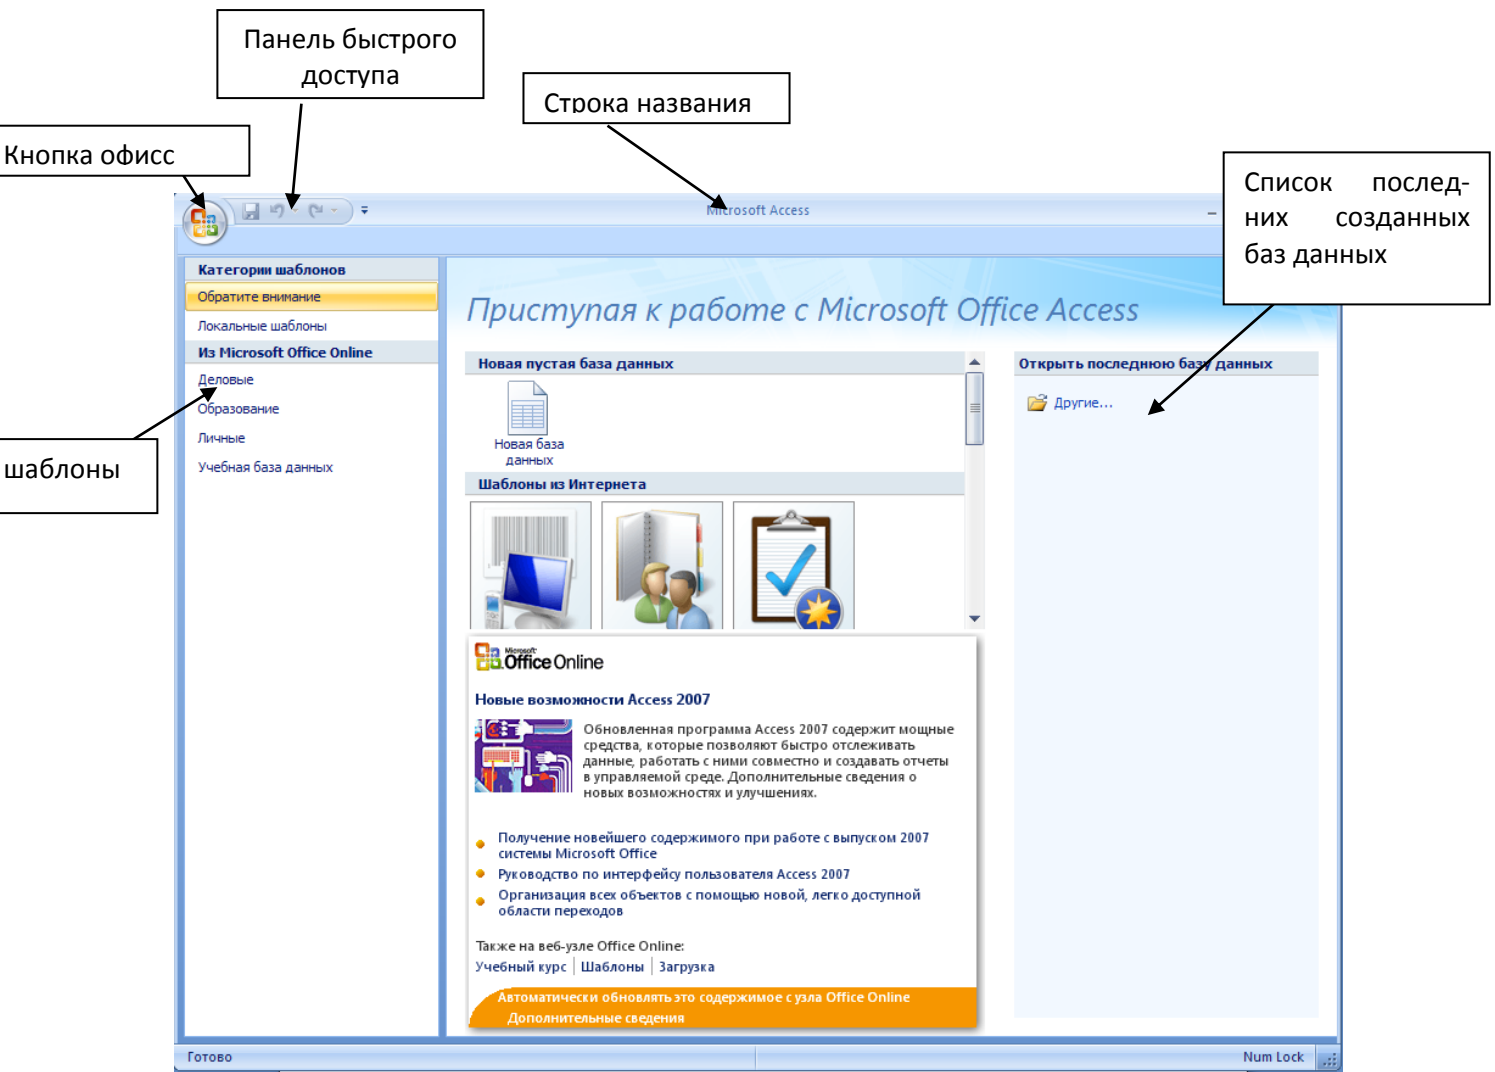 Панель быстрого
доступа
Строка названия
Кнопка офисс
Список послед-
них созданных
баз данных
Microsoft Access
Категории шаблонов
Обратите внимание
Локальные шаблоны
Из Microsoft Office Online
Деловые
Образование
Личные
Учебная база данных
шаблоны
Приступая к работе с Microsoft Office Access
Новая пустая база данных
Новая база
данных
Шаблоны из Интернета
Открыть последнюю базу данных
Другие...
Microsoft
Office Online
Новые возможности Access 2007
Обновленная программа Access 2007 содержит мощные
средства, которые позволяют быстро отслеживать
данные, работать с ними совместно и создавать отчеты
в управляемой среде. Дополнительные сведения о
новых возможностях и улучшениях.
Получение новейшего содержимого при работе с выпуском 2007
системы Microsoft Office
Руководство по интерфейсу пользователя Access 2007
Организация всех объектов с помощью новой, легко доступной
области переходов
Также на веб-узле Office Online:
Учебный курс | Шаблоны | Загрузка
Автоматически обновлять это содержимое с узла Office Online
Дополнительные сведения
Готово
Num Lock